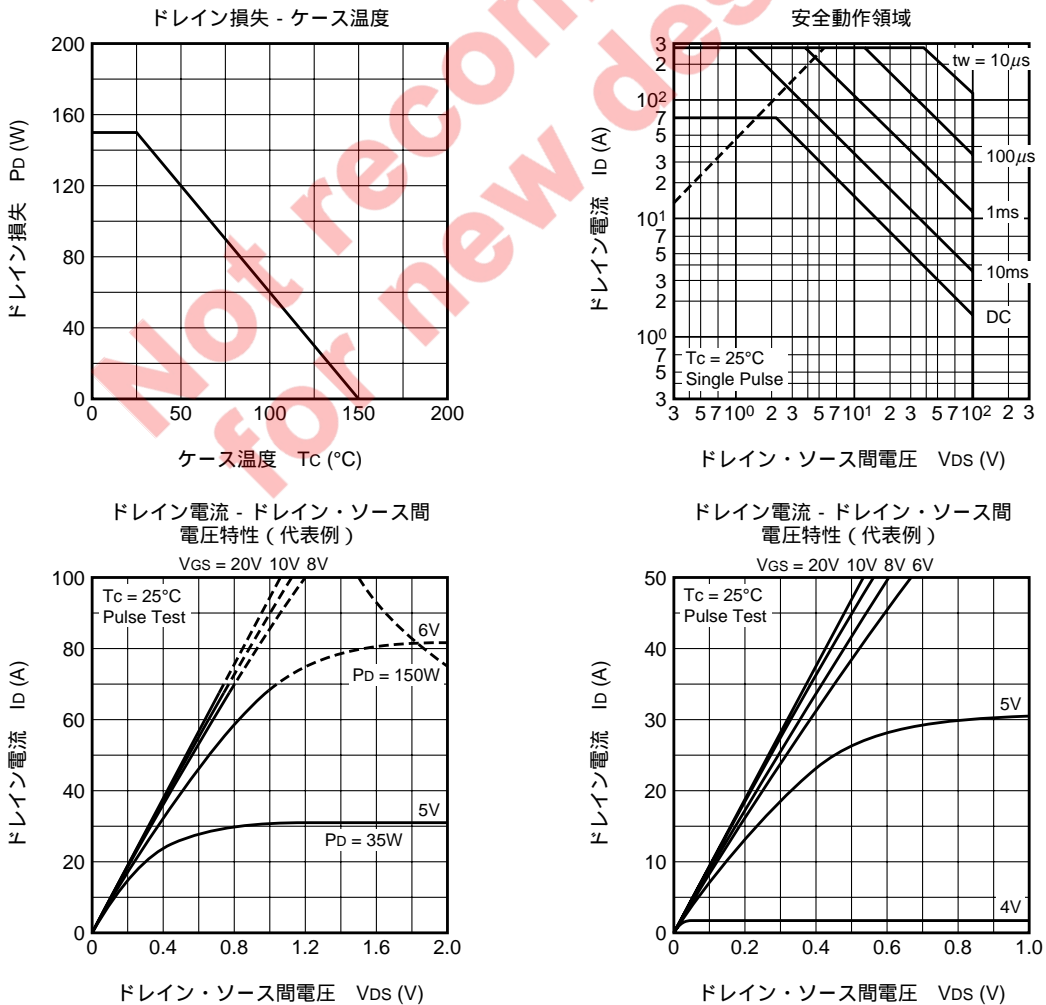 ドレイン損失 - ケース温度
ドレイン損失 PD (W)
200
160
120
80
40
0
0 50 100 150 200
ケース温度 TC (°C)
安全動作領域
ドレイン電流 ID (A)
3
2
10²
7
5
3
2
10¹
7
5
3
2
10⁰
7
5
3
tw = 10μs
100μs
1ms
10ms
DC
Tc = 25°C
Single Pulse
3 5 7 10⁰ 2 3 5 7 10¹ 2 3 5 7 10² 2 3
ドレイン・ソース間電圧 VDS (V)
ドレイン電流 - ドレイン・ソース間
電圧特性 ( 代表例 )
VGS = 20V 10V 8V
ドレイン電流 ID (A)
100
80
60
40
20
0
Tc = 25°C
Pulse Test
6V
PD = 150W
5V
PD = 35W
0 0.4 0.8 1.2 1.6 2.0
ドレイン・ソース間電圧 VDS (V)
ドレイン電流 - ドレイン・ソース間
電圧特性 ( 代表例 )
VGS = 20V 10V 8V 6V
ドレイン電流 ID (A)
50
40
30
20
10
0
Tc = 25°C
Pulse Test
5V
4V
0 0.2 0.4 0.6 0.8 1.0
ドレイン・ソース間電圧 VDS (V)
Not recom
for new des